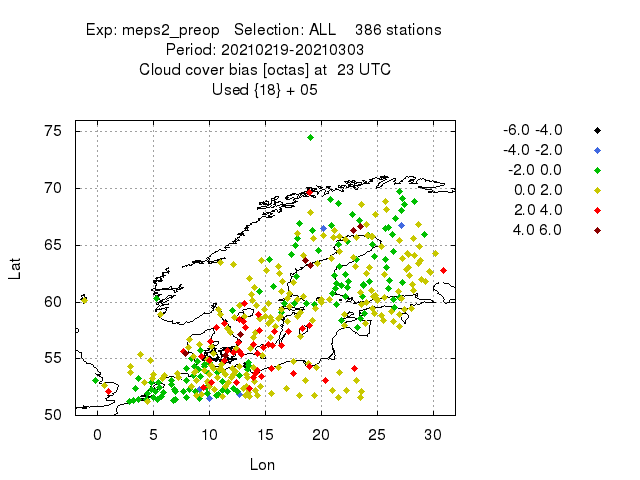 Exp: meps2_preop   Selection: ALL    386 stations
Period: 20210219-20210303
Cloud cover bias [octas] at  23 UTC
Used {18} + 05
75
70
65
60
55
50
Lat
0 5 10 15 20 25 30
Lon
-6.0 -4.0
-4.0 -2.0
-2.0 0.0
0.0 2.0
2.0 4.0
4.0 6.0